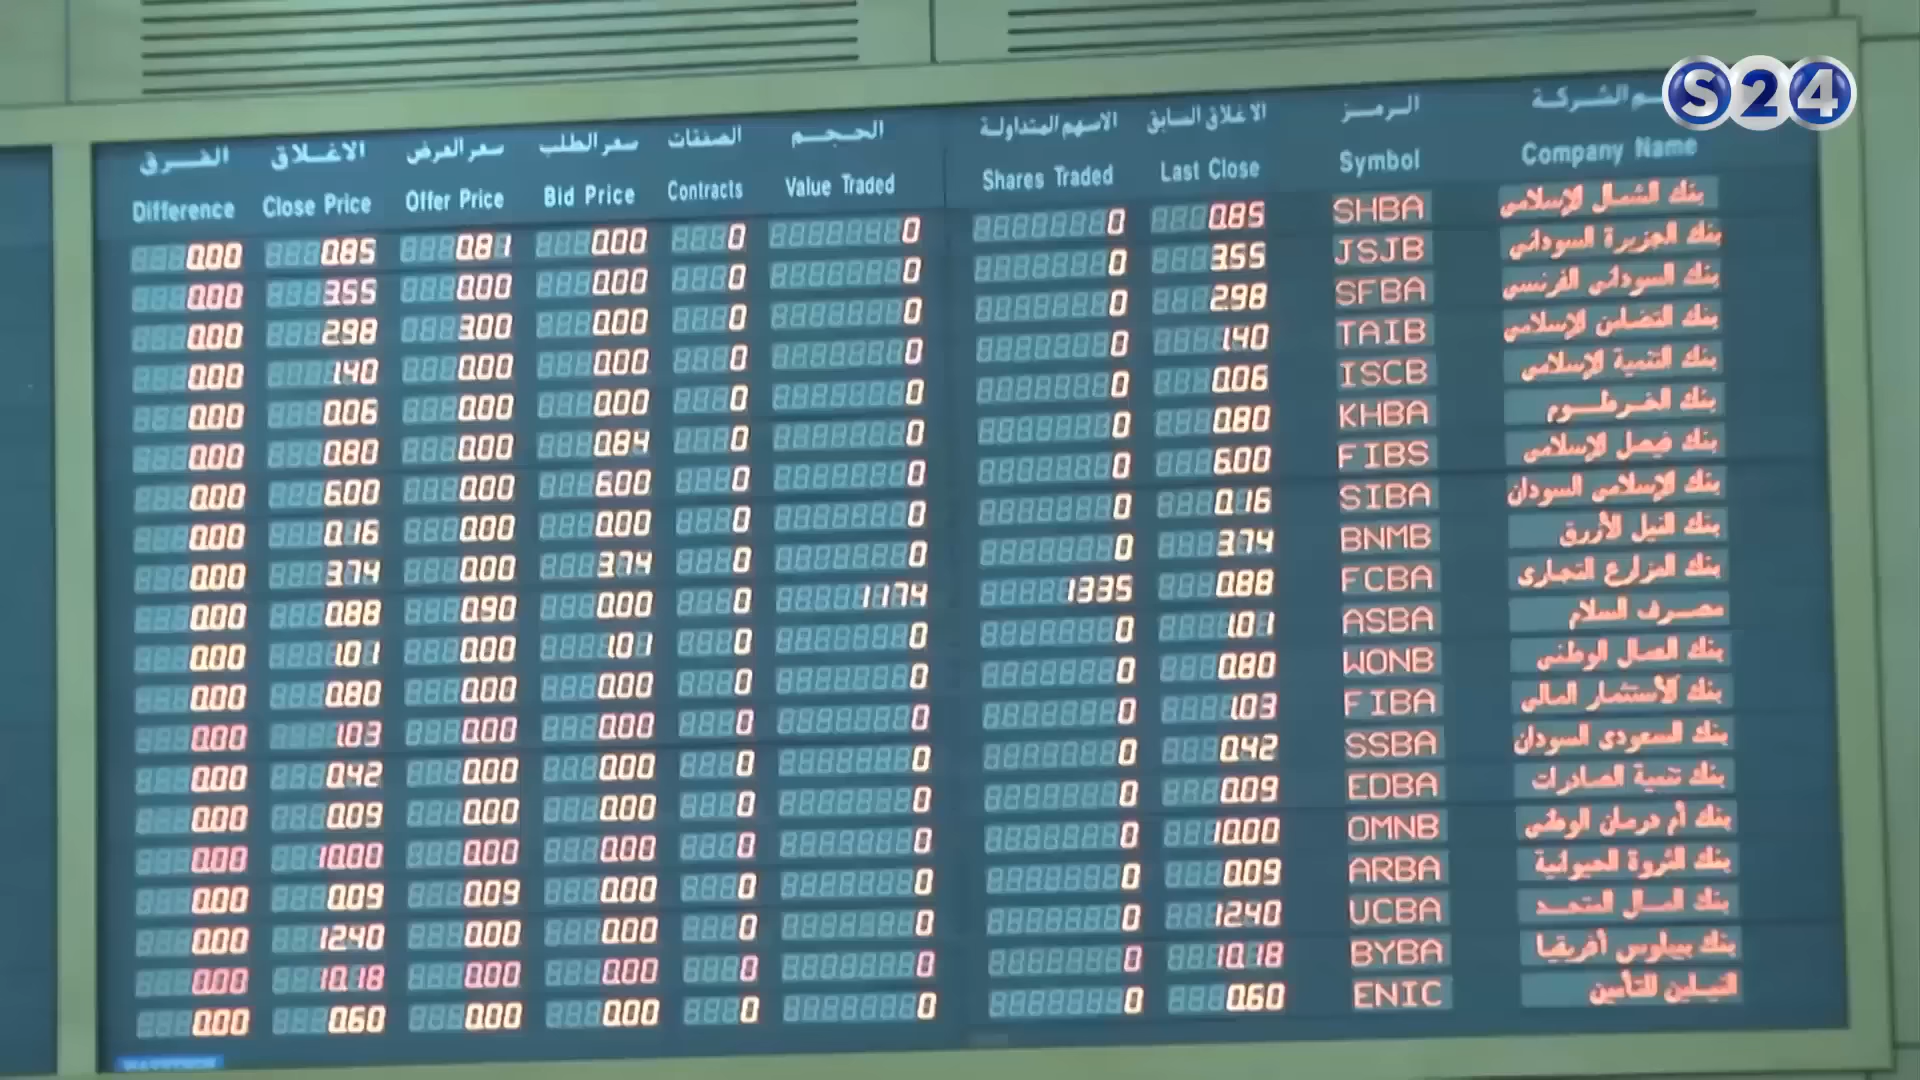 S24
الشركة الرمز الاغلاق السابق الاسهم المتداولة الحجم الصفقات سعر الطلب سعر العرض الاغلاق الفرق
Company Name Symbol Last Close Shares Traded Value Traded Contracts Bid Price Offer Price Close Price Difference
بنك الشمال الإسلامى SHBA 0.85 0 0 0 0.00 0.81 0.85 0.00
بنك الجزيرة السودانى JSJB 3.55 0 0 0 0.00 0.00 3.55 0.00
بنك السودانى الفرنسى SFBA 2.98 0 0 0 0.00 3.00 2.98 0.00
بنك التضامن الإسلامى TAIB 1.40 0 0 0 0.00 0.00 1.40 0.00
بنك التنمية الإسلامى ISCB 0.06 0 0 0 0.00 0.00 0.06 0.00
بنك الخرطوم KHBA 0.80 0 0 0 0.84 0.00 0.80 0.00
بنك فيصل الإسلامى FIBS 6.00 0 0 0 6.00 0.00 6.00 0.00
بنك الإسلامى السودان SIBA 0.16 0 0 0 0.00 0.00 0.16 0.00
بنك النيل الأزرق BNMB 3.74 0 0 0 3.74 0.00 3.74 0.00
بنك المزارع التجارى FCBA 0.88 1335 1174 0 0.00 0.90 0.88 0.00
مصرف السلام ASBA 1.01 0 0 0 1.01 0.00 1.01 0.00
بنك العمال الوطنى WONB 0.80 0 0 0 0.00 0.00 0.80 0.00
بنك الأستثمار المالى FIBA 1.03 0 0 0 0.00 0.00 1.03 0.00
بنك السعودى السودان SSBA 0.42 0 0 0 0.00 0.00 0.42 0.00
بنك تنمية الصادرات EDBA 0.09 0 0 0 0.00 0.00 0.09 0.00
بنك أم درمان الوطنى OMNB 10.00 0 0 0 0.00 0.00 10.00 0.00
بنك الثروة الحيوانية ARBA 0.09 0 0 0 0.00 0.09 0.09 0.00
بنك المال المتحد UCBA 12.40 0 0 0 0.00 0.00 12.40 0.00
بنك بيبلوس أفريقيا BYBA 10.18 0 0 0 0.00 0.00 10.18 0.00
النيلين للتأمين ENIC 0.60 0 0 0 0.00 0.00 0.60 0.00